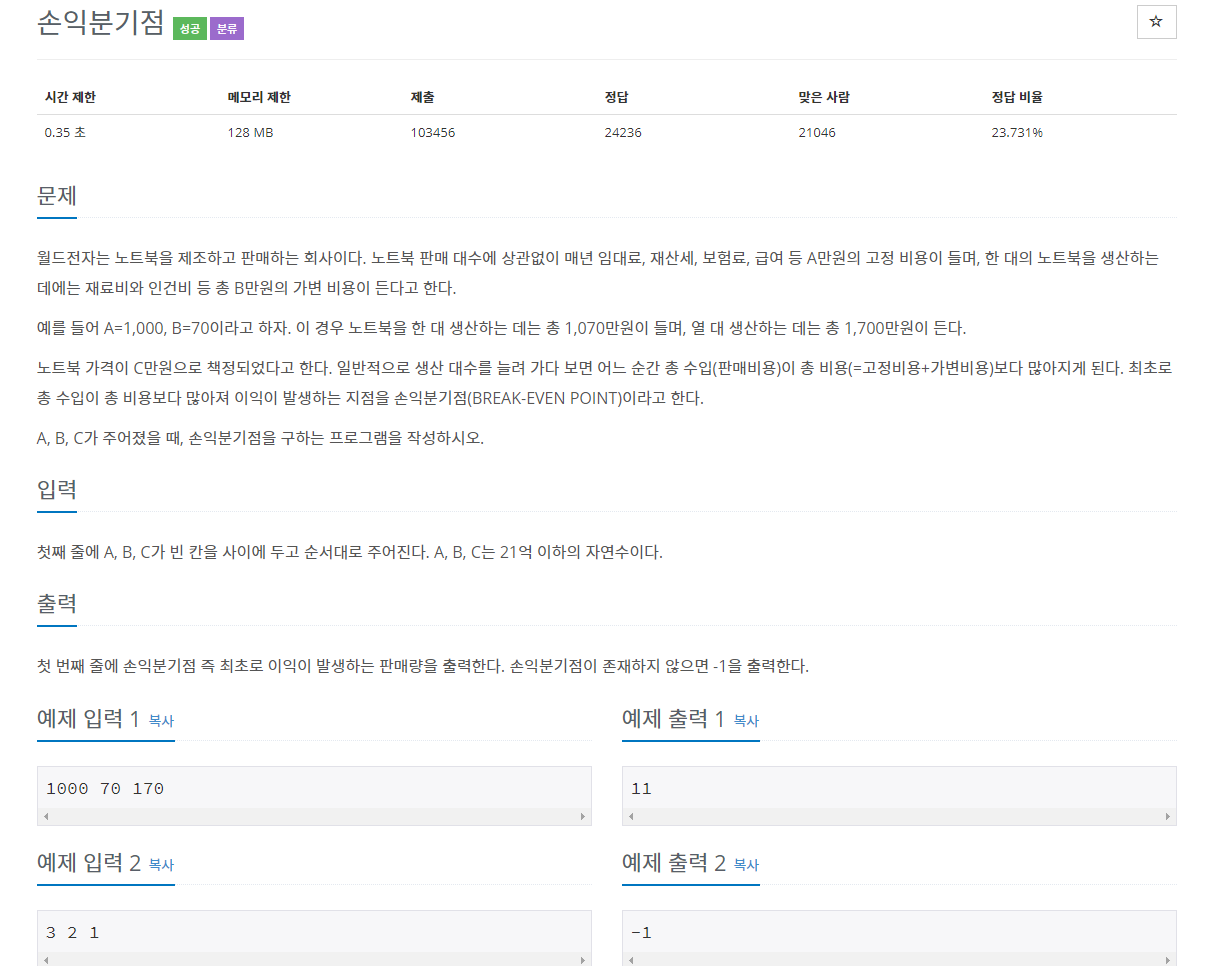 손익분기점 성공 분류
☆
시간 제한 메모리 제한 제출 정답 맞은 사람 정답 비율
0.35 초 128 MB 103456 24236 21046 23.731%
문제
월드전자는 노트북을 제조하고 판매하는 회사이다. 노트북 판매 대수에 상관없이 매년 임대료, 재산세, 보험료, 급여 등 A만원의 고정 비용이 들며, 한 대의 노트북을 생산하는
데에는 재료비와 인건비 등 총 B만원의 가변 비용이 든다고 한다.
예를 들어 A=1,000, B=70이라고 하자. 이 경우 노트북을 한 대 생산하는 데는 총 1,070만원이 들며, 열 대 생산하는 데는 총 1,700만원이 든다.
노트북 가격이 C만원으로 책정되었다고 한다. 일반적으로 생산 대수를 늘려 가다 보면 어느 순간 총 수입(판매비용)이 총 비용(=고정비용+가변비용)보다 많아지게 된다. 최초로
총 수입이 총 비용보다 많아져 이익이 발생하는 지점을 손익분기점(BREAK-EVEN POINT)이라고 한다.
A, B, C가 주어졌을 때, 손익분기점을 구하는 프로그램을 작성하시오.
입력
첫째 줄에 A, B, C가 빈 칸을 사이에 두고 순서대로 주어진다. A, B, C는 21억 이하의 자연수이다.
출력
첫 번째 줄에 손익분기점 즉 최초로 이익이 발생하는 판매량을 출력한다. 손익분기점이 존재하지 않으면 -1을 출력한다.
예제 입력 1 복사
1000 70 170
예제 출력 1 복사
11
예제 입력 2 복사
3 2 1
예제 출력 2 복사
-1